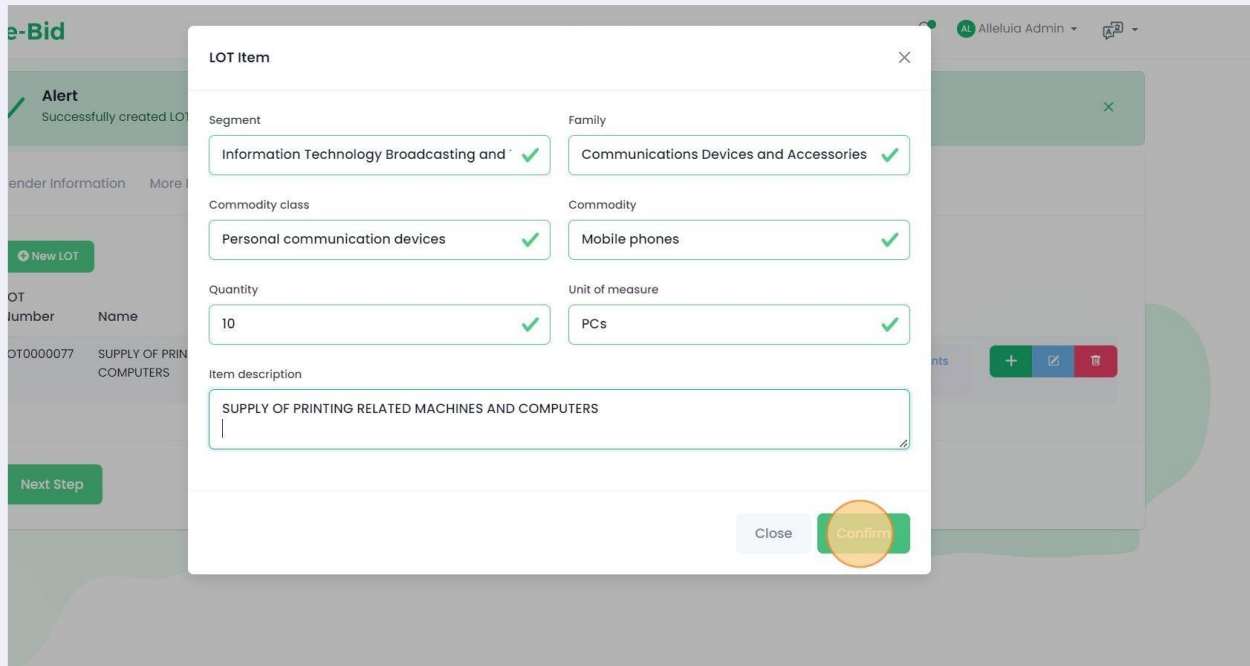 e-Bid
AL Alleluia Admin
LOT Item
Alert
Successfully created LOT
Segment
Family
Information Technology Broadcasting and
Communications Devices and Accessories
ender Information More
Commodity class
Commodity
Personal communication devices
Mobile phones
New LOT
Quantity
Unit of measure
OT
Number Name
10
PCs
OT0000077 SUPPLY OF PRIN
COMPUTERS
nts
Item description
SUPPLY OF PRINTING RELATED MACHINES AND COMPUTERS
Next Step
Close
Confirm